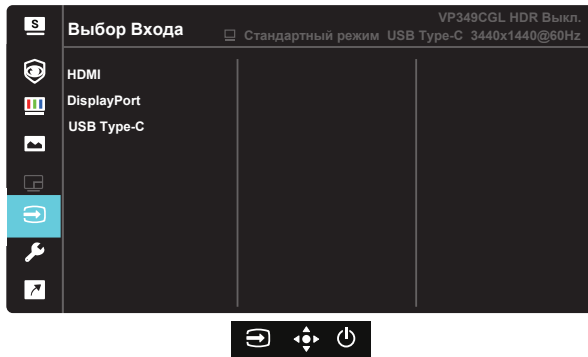 S
VP349CGL HDR Выкл.
Выбор Входа
Стандартный режим USB Type-C 3440x1440@60Hz
HDMI
DisplayPort
USB Type-C